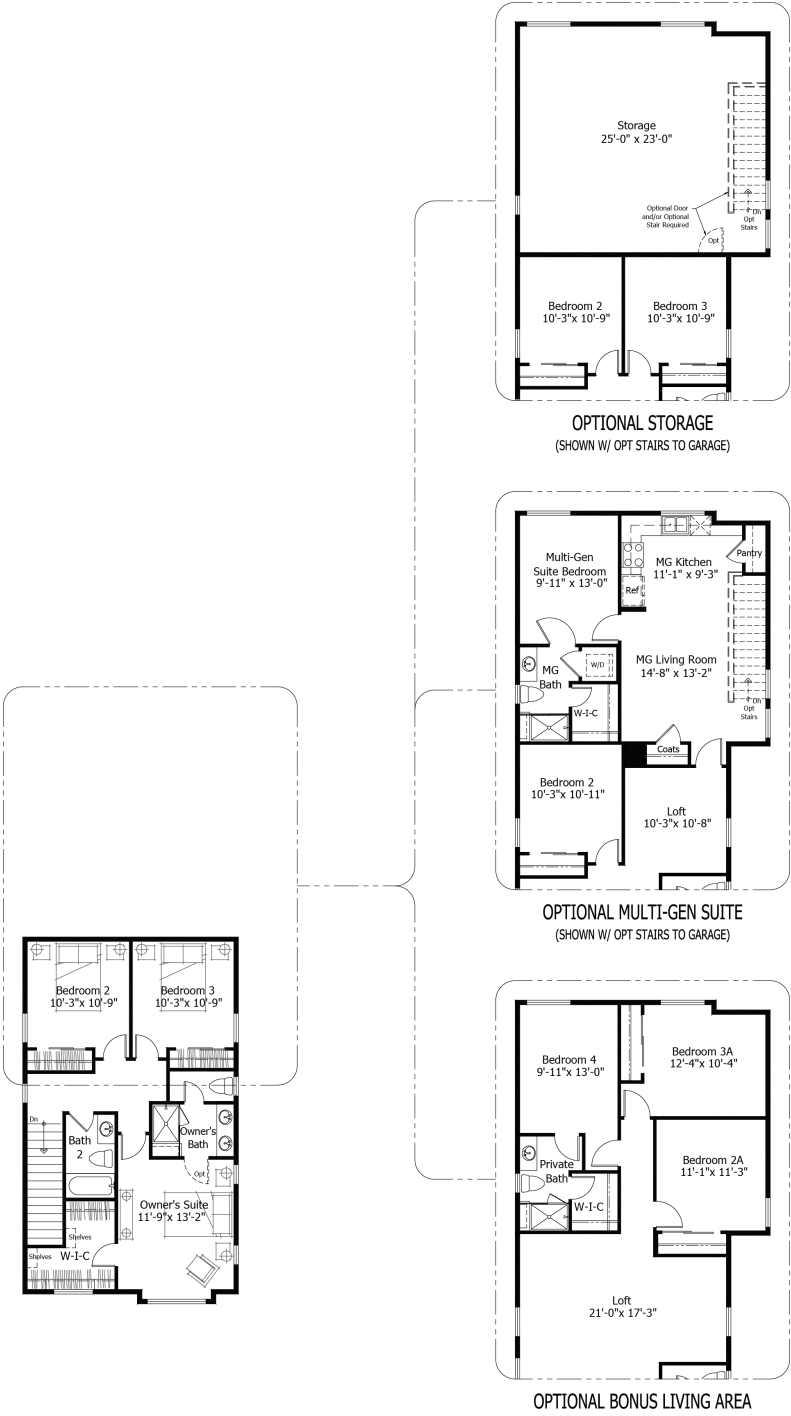 Storage
25'-0" x 23'-0"
Optional Door
and/or Optional
Stair Required
Opt
Dn
Opt
Stairs
Bedroom 2
10'-3"x 10'-9"
Bedroom 3
10'-3"x 10'-9"
OPTIONAL STORAGE
(SHOWN W/ OPT STAIRS TO GARAGE)
Multi-Gen
Suite Bedroom
9'-11" x 13'-0"
MG Kitchen
11'-1" x 9'-3"
Pantry
Ref
MG
Bath
W/D
W-I-C
MG Living Room
14'-8" x 13'-2"
Dn
Opt
Stairs
Coats
Bedroom 2
10'-3"x 10'-11"
Loft
10'-3"x 10'-8"
OPTIONAL MULTI-GEN SUITE
(SHOWN W/ OPT STAIRS TO GARAGE)
Bedroom 2
10'-3"x 10'-9"
Bedroom 3
10'-3"x 10'-9"
Dn
Bath
2
Owner's
Bath
Opt
Owner's Suite
11'-9"x 13'-2"
Shelves
Shelves
W-I-C
Bedroom 4
9'-11"x 13'-0"
Bedroom 3A
12'-4"x 10'-4"
Private
Bath
W-I-C
Bedroom 2A
11'-1"x 11'-3"
Loft
21'-0"x 17'-3"
OPTIONAL BONUS LIVING AREA